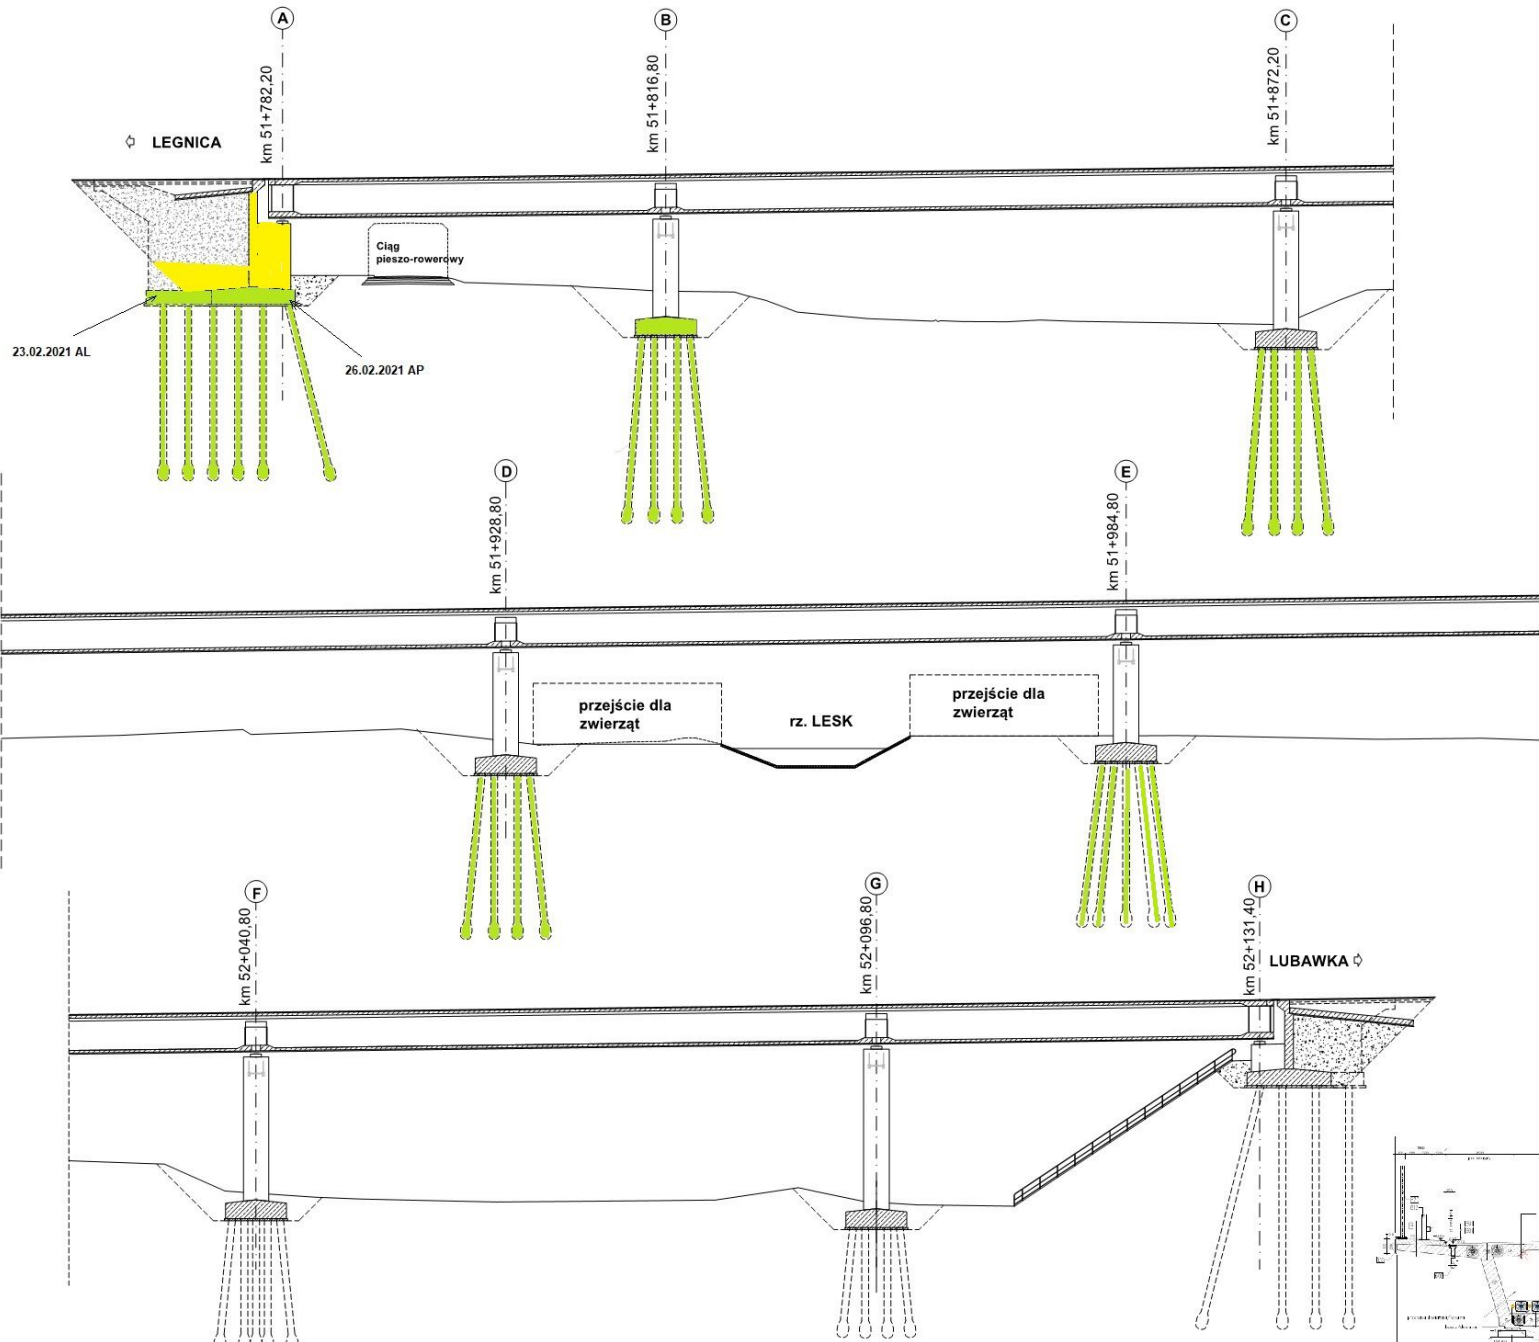 A
B
C
km 51+782,20
km 51+816,80
km 51+872,20
LEGNICA
Ciąg
pieszo-rowerowy
23.02.2021 AL
26.02.2021 AP
D
E
km 51+928,80
km 51+984,80
przejście dla
zwierząt
rz. LESK
przejście dla
zwierząt
F
G
H
km 52+040,80
km 52+096,80
km 52+131,40
LUBAWKA